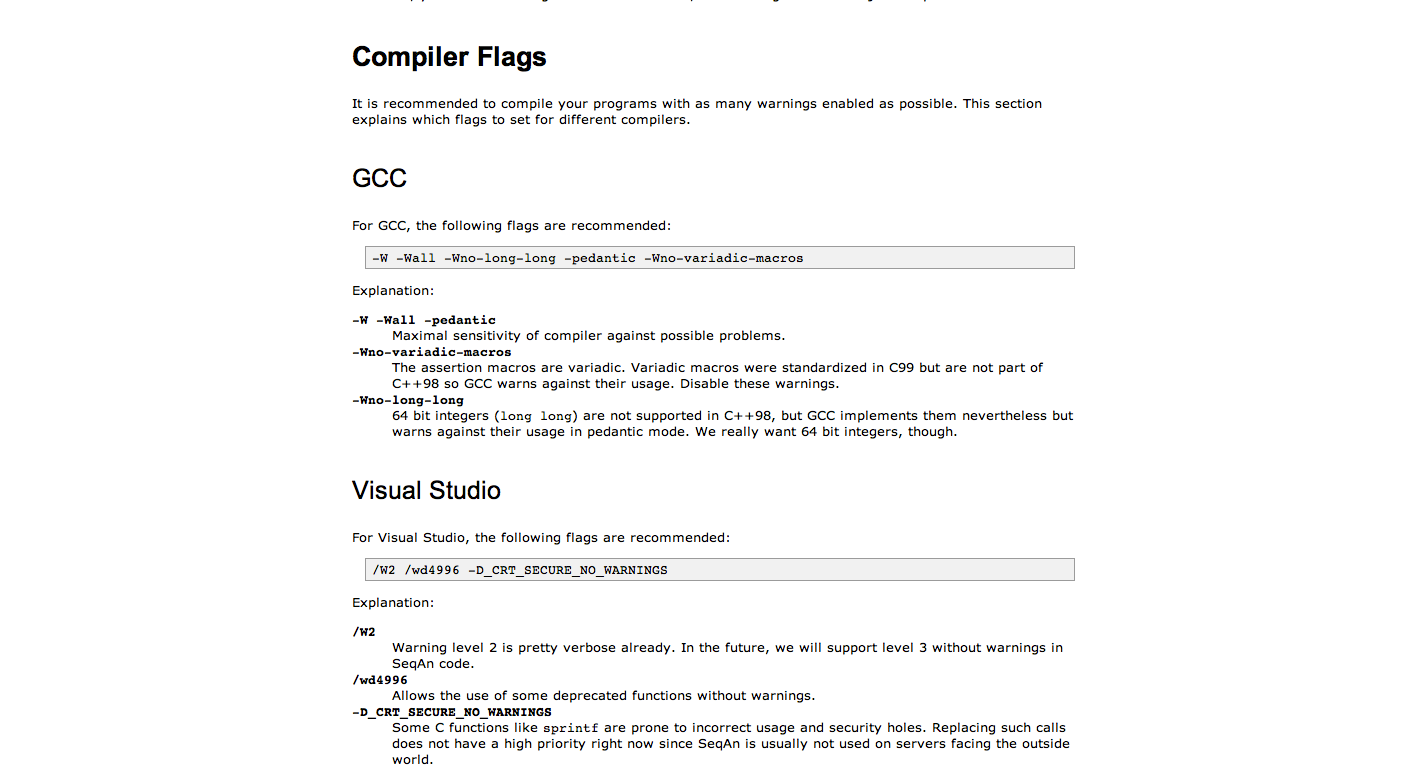 Compiler Flags
It is recommended to compile your programs with as many warnings enabled as possible. This section
explains which flags to set for different compilers.
GCC
For GCC, the following flags are recommended:
-W -Wall -Wno-long-long -pedantic -Wno-variadic-macros
Explanation:
-W -Wall -pedantic
Maximal sensitivity of compiler against possible problems.
-Wno-variadic-macros
The assertion macros are variadic. Variadic macros were standardized in C99 but are not part of
C++98 so GCC warns against their usage. Disable these warnings.
-Wno-long-long
64 bit integers (long long) are not supported in C++98, but GCC implements them nevertheless but
warns against their usage in pedantic mode. We really want 64 bit integers, though.
Visual Studio
For Visual Studio, the following flags are recommended:
/W2 /wd4996 -D_CRT_SECURE_NO_WARNINGS
Explanation:
/W2
Warning level 2 is pretty verbose already. In the future, we will support level 3 without warnings in
SeqAn code.
/wd4996
Allows the use of some deprecated functions without warnings.
-D_CRT_SECURE_NO_WARNINGS
Some C functions like sprintf are prone to incorrect usage and security holes. Replacing such calls
does not have a high priority right now since SeqAn is usually not used on servers facing the outside
world.